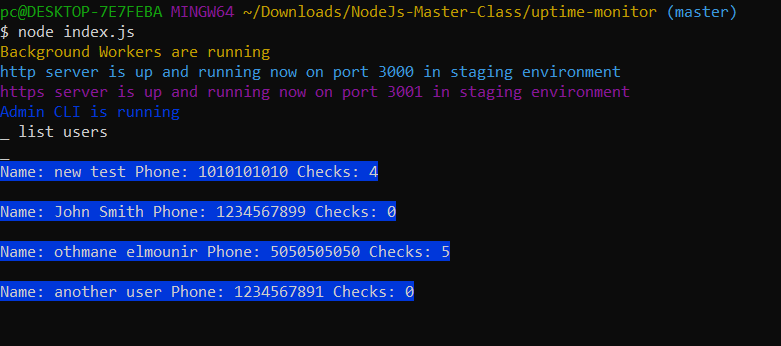 pc@DESKTOP-7E7FEBA MINGW64 ~/Downloads/NodeJs-Master-Class/uptime-monitor (master)
$ node index.js
Background Workers are running
http server is up and running now on port 3000 in staging environment
https server is up and running now on port 3001 in staging environment
Admin CLI is running
_ list users
_
Name: new test Phone: 1010101010 Checks: 4
Name: John Smith Phone: 1234567899 Checks: 0
Name: othmane elmounir Phone: 5050505050 Checks: 5
Name: another user Phone: 1234567891 Checks: 0